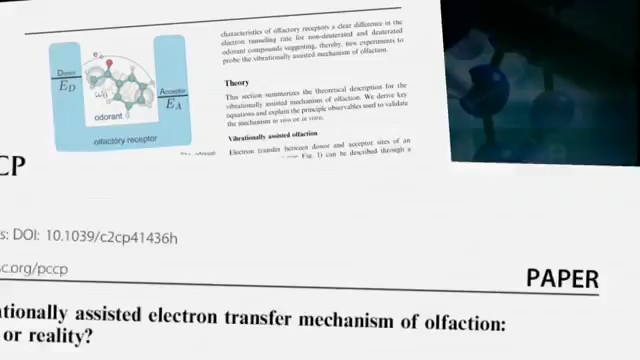 characteristics of olfactory receptors a clear difference in the
electron tunneling rate for non-deuterated and deuterated
odorant compounds suggesting, thereby, new experiments to
probe the vibrationally assisted mechanism of olfaction.
Theory
This section summarizes the theoretical description for the
vibrationally assisted mechanism of olfaction. We derive key
equations and explain the principle observables used to validate
the mechanism in vivo or in vitro.
Vibrationally assisted olfaction
Electron transfer between donor and acceptor sites of an
Fig. 1) can be described through a
e
Donor
E_D
ω₀
Acceptor
E_A
odorant
olfactory receptor
CP
s: DOI: 10.1039/c2cp41436h
sc.org/pccp
PAPER
ationally assisted electron transfer mechanism of olfaction:
or reality?